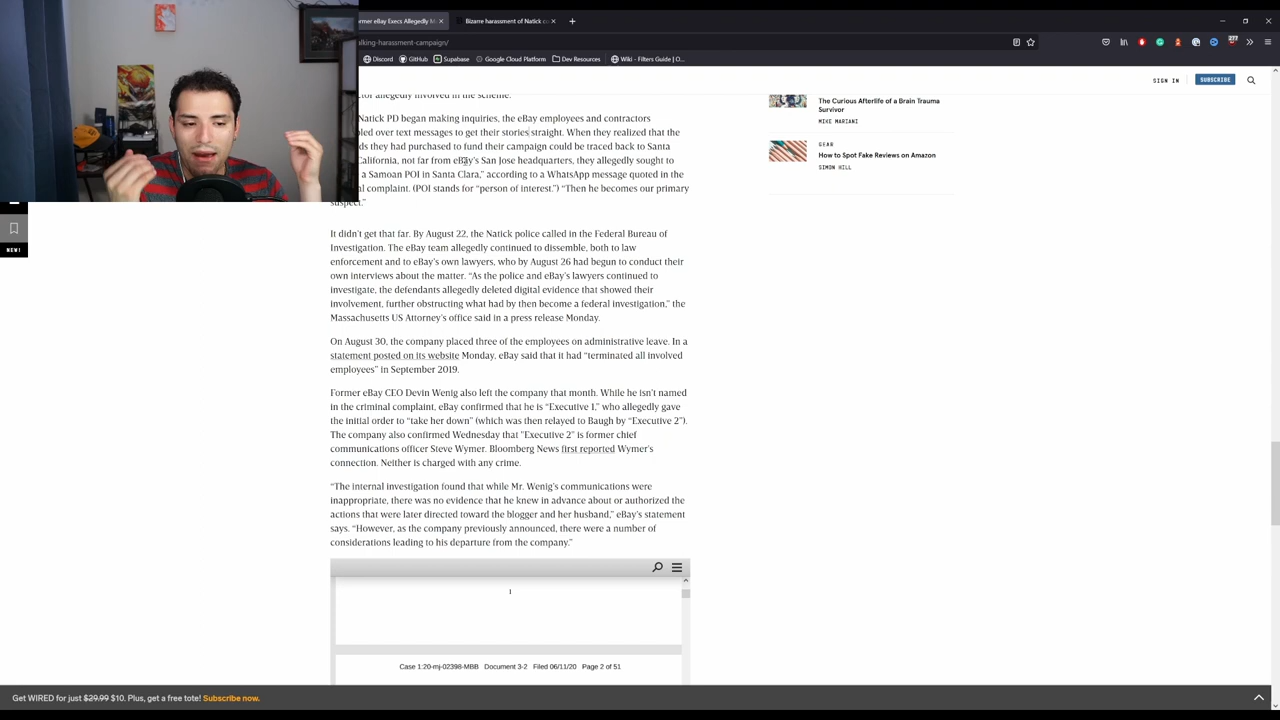 ormer eBay Execs Allegedly M
Bizarre harassment of Natick co
alking-harassment-campaign/
Discord
GitHub
Supabase
Google Cloud Platform
Dev Resources
Wiki - Filters Guide | O...
SIGN IN
SUBSCRIBE
allegedly involved in the scheme.
Natick PD began making inquiries, the eBay employees and contractors
over text messages to get their stories straight. When they realized that the
they had purchased to fund their campaign could be traced back to Santa
California, not far from eBay's San Jose headquarters, they allegedly sought to
a Samoan POI in Santa Clara," according to a WhatsApp message quoted in the
complaint. (POI stands for "person of interest.") "Then he becomes our primary
suspect."
It didn't get that far. By August 22, the Natick police called in the Federal Bureau of
Investigation. The eBay team allegedly continued to dissemble, both to law
enforcement and to eBay's own lawyers, who by August 26 had begun to conduct their
own interviews about the matter. "As the police and eBay's lawyers continued to
investigate, the defendants allegedly deleted digital evidence that showed their
involvement, further obstructing what had by then become a federal investigation," the
Massachusetts US Attorney's office said in a press release Monday.
On August 30, the company placed three of the employees on administrative leave. In a
statement posted on its website Monday, eBay said that it had "terminated all involved
employees" in September 2019.
Former eBay CEO Devin Wenig also left the company that month. While he isn't named
in the criminal complaint, eBay confirmed that he is "Executive 1," who allegedly gave
the initial order to "take her down" (which was then relayed to Baugh by "Executive 2").
The company also confirmed Wednesday that "Executive 2" is former chief
communications officer Steve Wymer. Bloomberg News first reported Wymer's
connection. Neither is charged with any crime.
"The internal investigation found that while Mr. Wenig's communications were
inappropriate, there was no evidence that he knew in advance about or authorized the
actions that were later directed toward the blogger and her husband," eBay's statement
says. "However, as the company previously announced, there were a number of
considerations leading to his departure from the company."
1
Case 1:20-mj-02398-MBB Document 3-2 Filed 06/11/20 Page 2 of 51
The Curious Afterlife of a Brain Trauma
Survivor
MIKE MARIANI
GEAR
How to Spot Fake Reviews on Amazon
SIMON HILL
NEW!
Get WIRED for just $29.99 $10. Plus, get a free tote! Subscribe now.